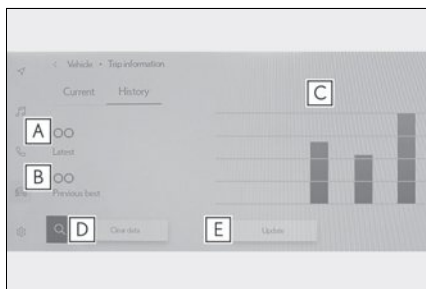 < Vehicle • Trip information
Current History
C
A OO
Latest
B OO
Previous best
D Clear data
E Update